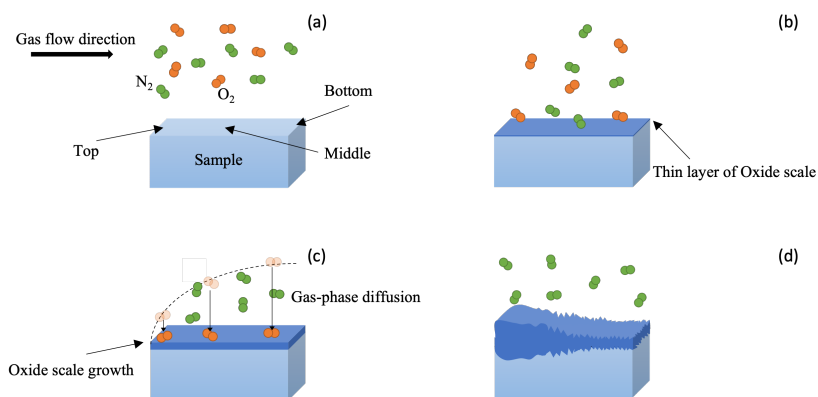 (a)
Gas flow direction
N2
O2
Bottom
Top
Middle
Sample
(b)
Thin layer of Oxide scale
(c)
Gas-phase diffusion
Oxide scale growth
(d)